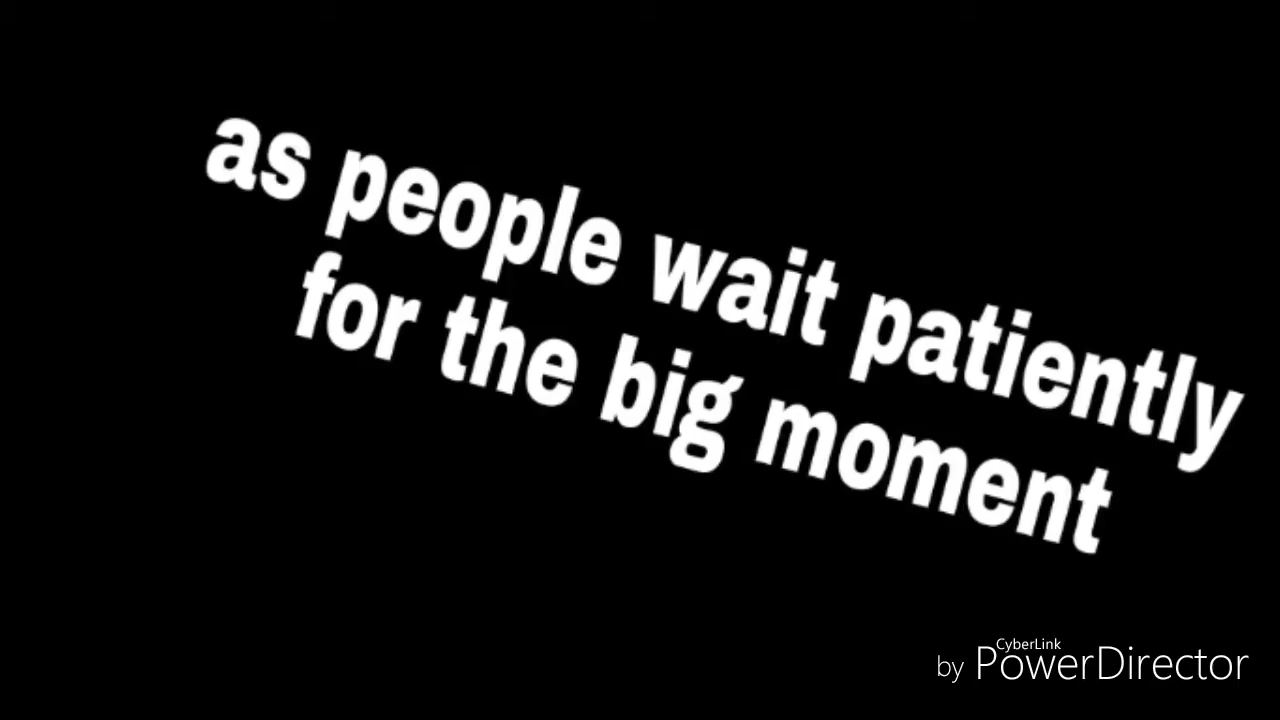 as people wait patiently
for the big moment
CyberLink
by PowerDirector